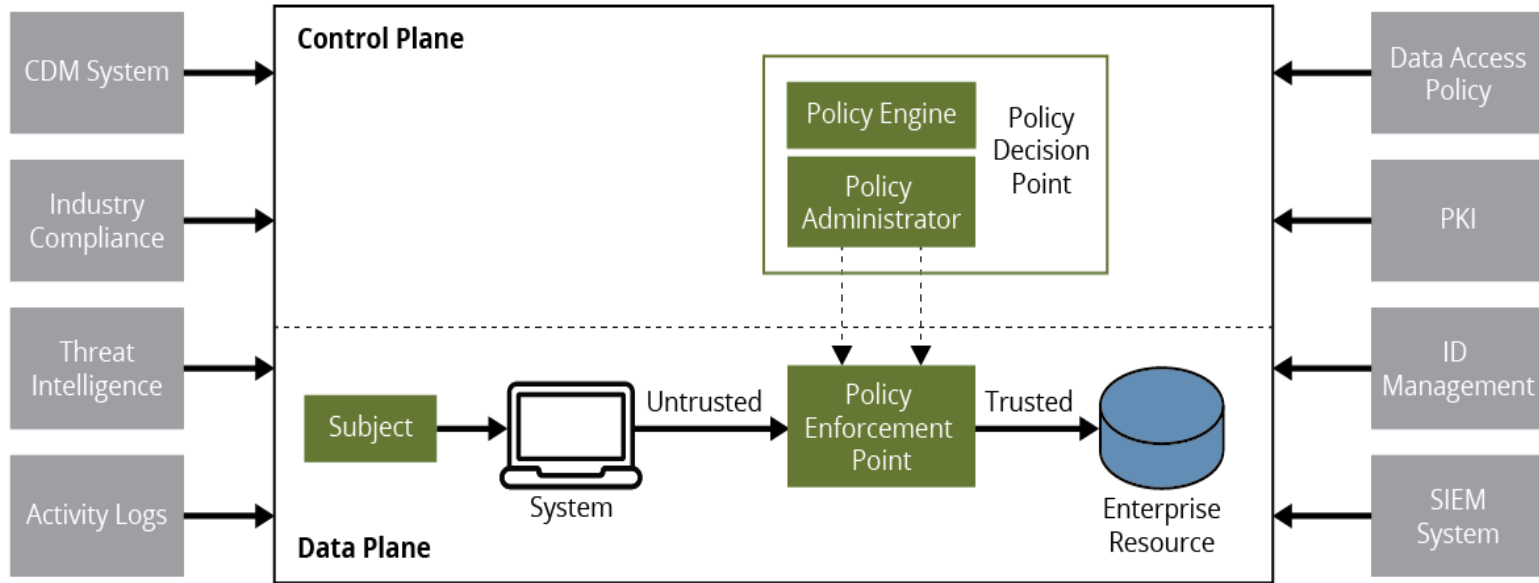 CDM System
Industry
Compliance
Threat
Intelligence
Activity Logs
Control Plane
Policy Engine
Policy
Administrator
Policy
Decision
Point
Subject
System
Untrusted
Policy
Enforcement
Point
Trusted
Enterprise
Resource
Data Plane
Data Access
Policy
PKI
ID
Management
SIEM
System